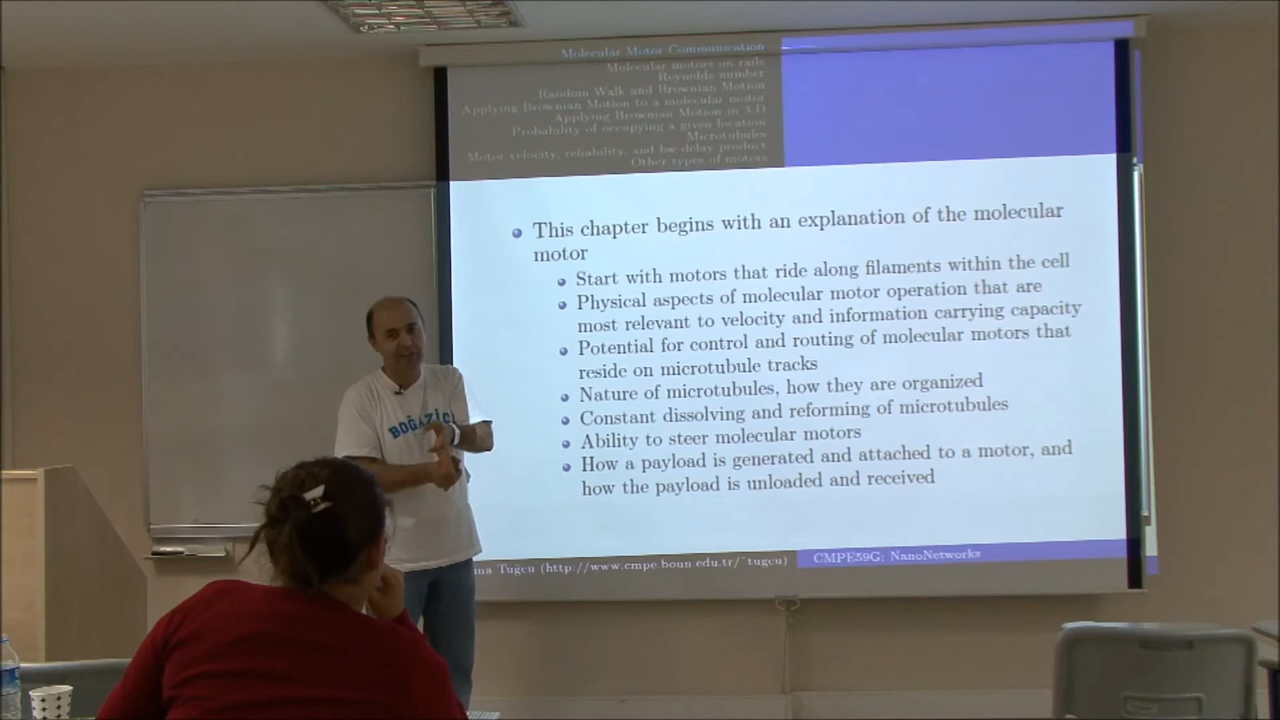 Molecular Motor Communication
Molecular motors on rails
Reynolds number
Random Walk and Brownian Motion
Applying Brownian Motion to a molecular motor
Applying Brownian Motion in 3-D
Probability of occupying a given location
Microtubules
Motor velocity, reliability, and bw delay product
Other types of motors
This chapter begins with an explanation of the molecular
motor
Start with motors that ride along filaments within the cell
Physical aspects of molecular motor operation that are
most relevant to velocity and information carrying capacity
Potential for control and routing of molecular motors that
reside on microtubule tracks
Nature of microtubules, how they are organized
Constant dissolving and reforming of microtubules
Ability to steer molecular motors
How a payload is generated and attached to a motor, and
how the payload is unloaded and received
una Tuğcu (http://www.cmpe.boun.edu.tr/~tugcu)
CMPE59G: NanoNetworks
BOĞAZİÇ